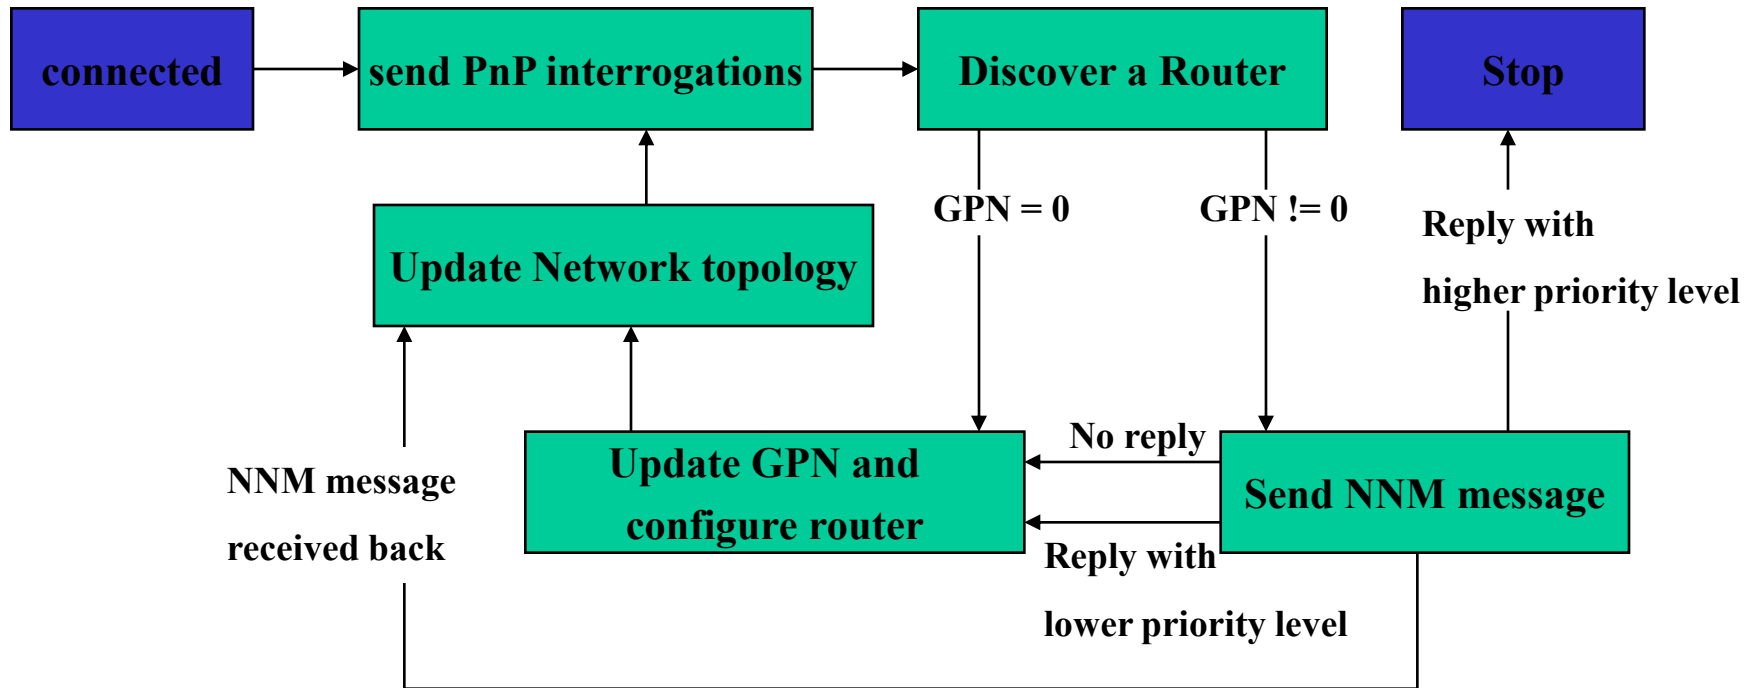 connected
send PnP interrogations
Discover a Router
Stop
GPN = 0
GPN != 0
Reply with
higher priority level
Update Network topology
No reply
Update GPN and
configure router
Send NNM message
NNM message
received back
Reply with
lower priority level